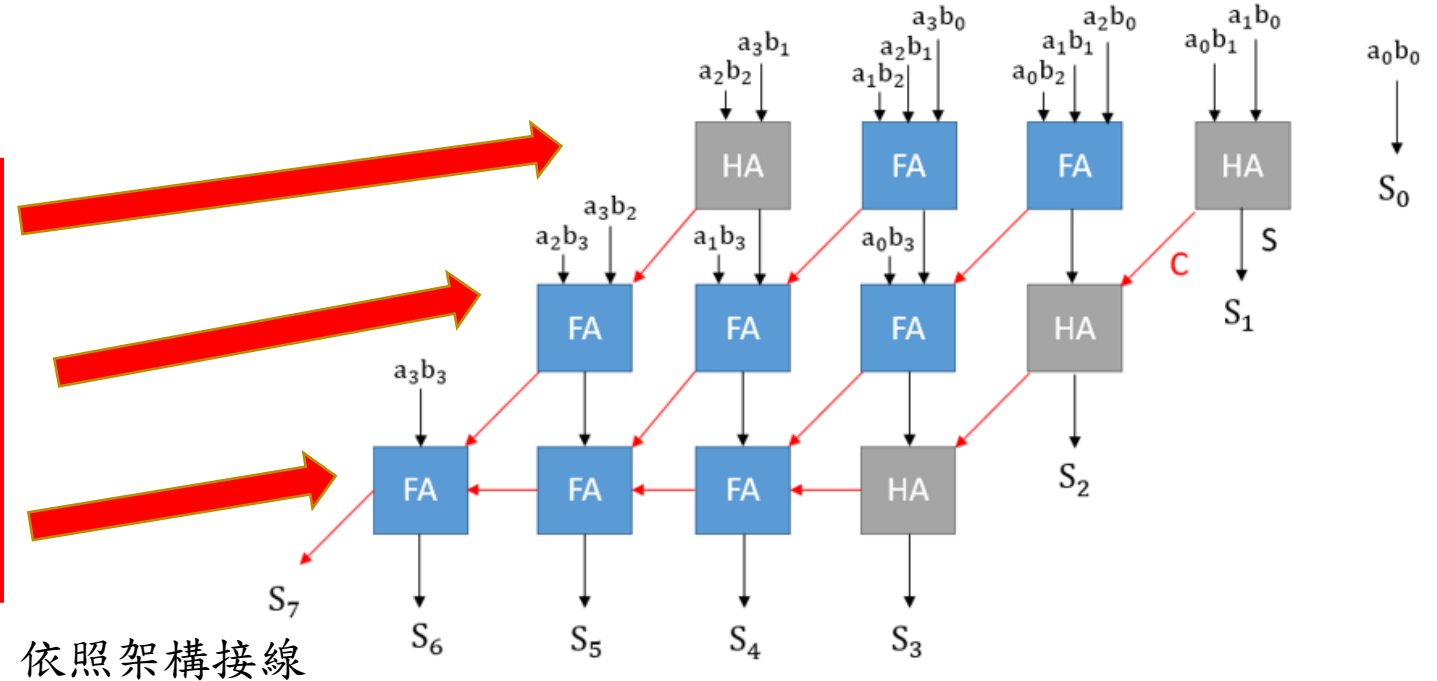 a₃b₀ a₂b₀ a₁b₀
a₃b₁ a₂b₁ a₁b₁ a₀b₁ a₀b₀
a₂b₂ a₁b₂ a₀b₂
HA FA FA HA
S₀
a₃b₂
a₂b₃ a₁b₃ a₀b₃ S
C
FA FA FA HA S₁
a₃b₃
FA FA FA HA S₂
S₇
S₆ S₅ S₄ S₃
依照架構接線